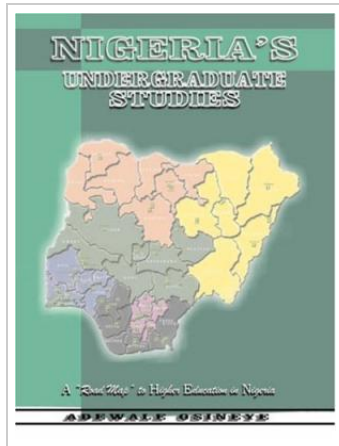 NIGERIA'S
UNDERGRADUATE
STUDIES
A "Road Map" to Higher Education in Nigeria
ADEWALE OSINEYE